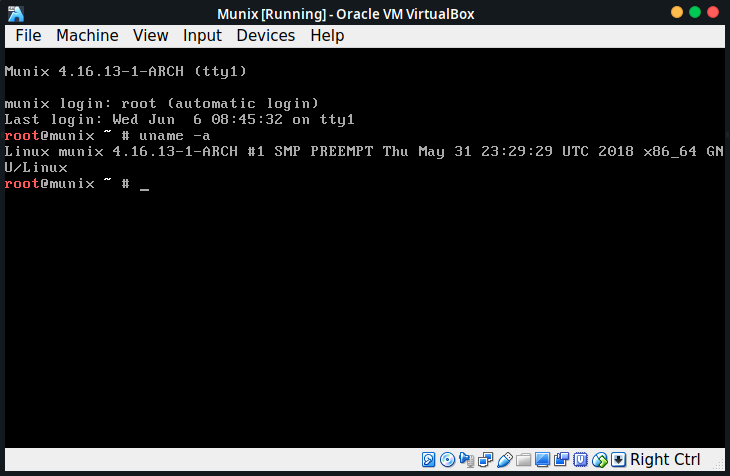 Munix [Running] - Oracle VM VirtualBox
File Machine View Input Devices Help
Munix 4.16.13-1-ARCH (tty1)
munix login: root (automatic login)
Last login: Wed Jun  6 08:45:32 on tty1
root@munix ~ # uname -a
Linux munix 4.16.13-1-ARCH #1 SMP PREEMPT Thu May 31 23:29:29 UTC 2018 x86_64 GN
U/Linux
root@munix ~ # _
Right Ctrl